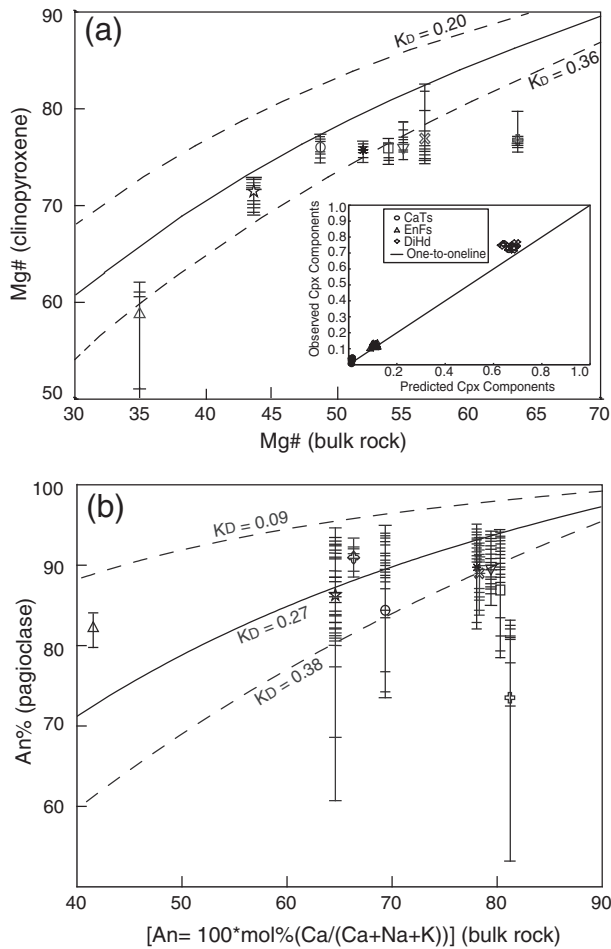 (a)
KD = 0.20
KD = 0.36
90
80
70
60
50
Mg# (clinopyroxene)
CaTs
EnFs
DiHd
One-to-oneline
1.0
0.9
0.8
0.7
0.6
0.5
0.4
0.3
0.2
0.1
Observed Cpx Components
0.2 0.4 0.6 0.8 1.0
Predicted Cpx Components
30 35 40 45 50 55 60 65 70
Mg# (bulk rock)
(b)
KD = 0.09
KD = 0.27
KD = 0.38
100
90
80
70
60
An% (pagioclase)
40 50 60 70 80 90
[An= 100*mol%(Ca/(Ca+Na+K))] (bulk rock)